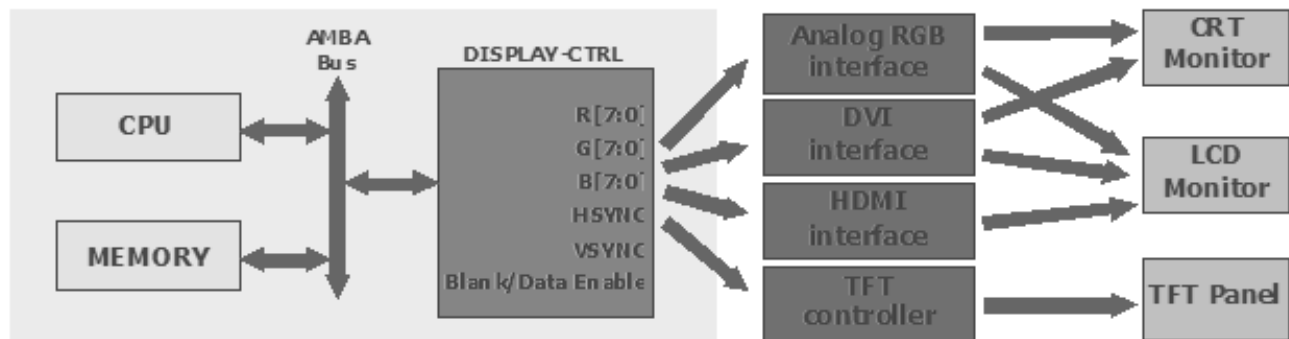 AMBA
Bus
CPU
MEMORY
DISPLAY-CTRL
R[7:0]
G[7:0]
B[7:0]
HSYNC
VSYNC
Blank/Data Enable
Analog RGB
interface
DVI
interface
HDMI
interface
TFT
controller
CRT
Monitor
LCD
Monitor
TFT Panel